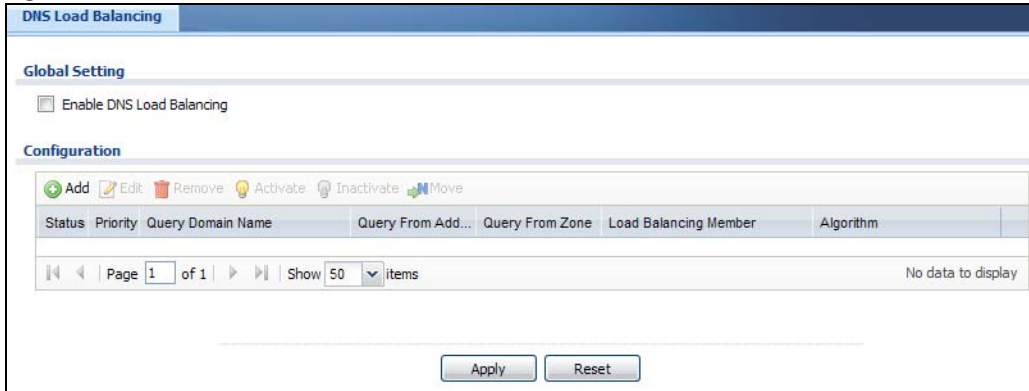 DNS Load Balancing
Global Setting
Enable DNS Load Balancing
Configuration
Add Edit Remove Activate Inactivate Move
Status Priority Query Domain Name Query From Add... Query From Zone Load Balancing Member Algorithm
Page 1 of 1 Show 50 items No data to display
Apply Reset